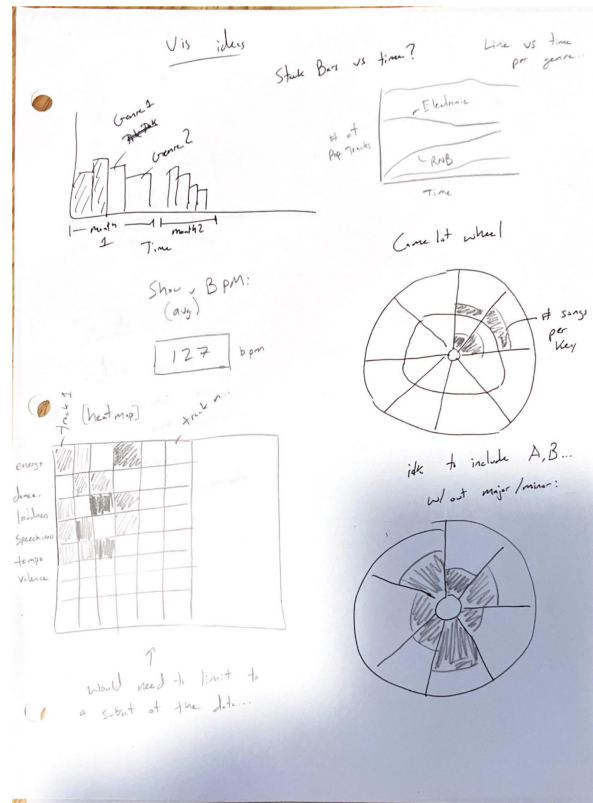 Vis ideas
Stack Bars vs time?
Line vs time
per genre...
Genre 1
Genre 2
month
1
month 2
Time
# of
Pop Tracks
Electronic
RNB
Time
Camelot wheel
# songs
per
Key
Show BPM:
(avg)
127 bpm
Track 1
[heatmap]
track n...
energy
dance.
loudness
speechiness
tempo
valence
idk to include A, B...
w/out major/minor:
would need to limit to
a subset of the data...